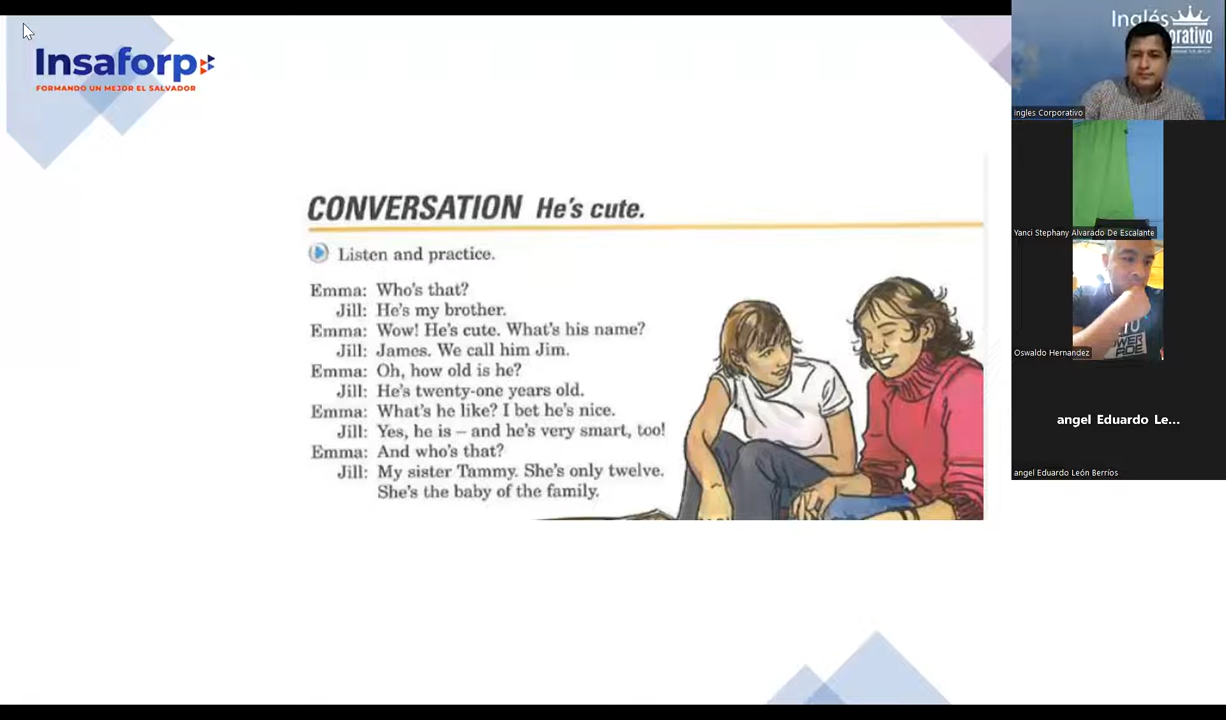 Insaforp
FORMANDO UN MEJOR EL SALVADOR
CONVERSATION He's cute.
Listen and practice.
Emma: Who's that?
Jill: He's my brother.
Emma: Wow! He's cute. What's his name?
Jill: James. We call him Jim.
Emma: Oh, how old is he?
Jill: He's twenty-one years old.
Emma: What's he like? I bet he's nice.
Jill: Yes, he is – and he's very smart, too!
Emma: And who's that?
Jill: My sister Tammy. She's only twelve.
She's the baby of the family.
Inglés
orativo
Ingles Corporativo
Yanci Stephany Alvarado De Escalante
Oswaldo Hernandez
angel Eduardo Le...
angel Eduardo León Berríos